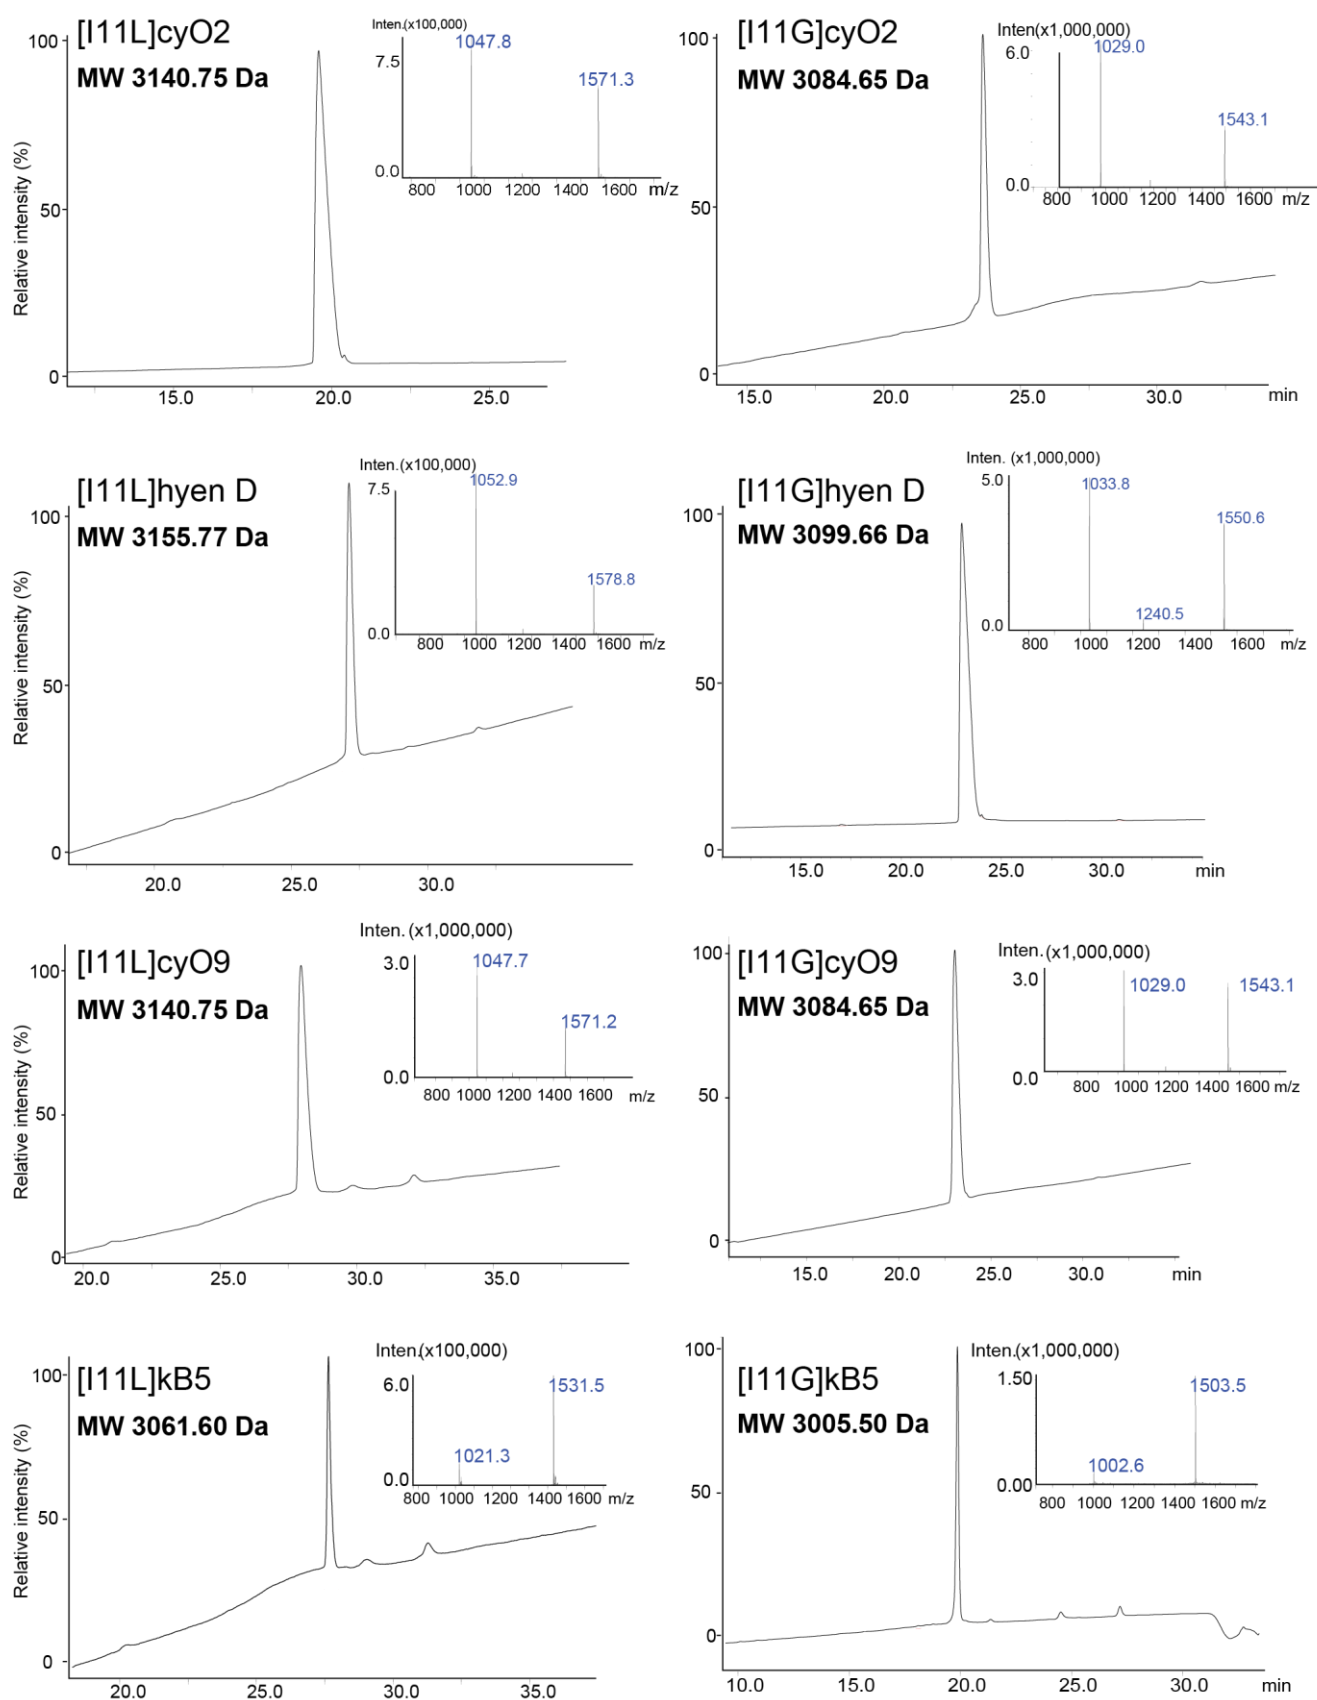 [I11L]cyO2
MW 3140.75 Da
Inten.(x100,000)
7.5
1047.8
1571.3
0.0
800 1000 1200 1400 1600 m/z
100
50
0
Relative intensity (%)
15.0 20.0 25.0
[I11G]cyO2
MW 3084.65 Da
Inten(x1,000,000)
6.0
1029.0
1543.1
0.0
800 1000 1200 1400 1600 m/z
100
50
0
15.0 20.0 25.0 30.0 min
[I11L]hyen D
MW 3155.77 Da
Inten.(x100,000)
7.5
1052.9
1578.8
0.0
800 1000 1200 1400 1600 m/z
100
50
0
Relative intensity (%)
20.0 25.0 30.0
[I11G]hyen D
MW 3099.66 Da
Inten. (x1,000,000)
5.0
1033.8
1550.6
1240.5
0.0
800 1000 1200 1400 1600 m/z
100
50
0
15.0 20.0 25.0 30.0 min
[I11L]cyO9
MW 3140.75 Da
Inten.(x1,000,000)
3.0
1047.7
1571.2
0.0
800 1000 1200 1400 1600 m/z
100
50
0
Relative intensity (%)
20.0 25.0 30.0 35.0
[I11G]cyO9
MW 3084.65 Da
Inten.(x1,000,000)
3.0
1029.0
1543.1
0.0
800 1000 1200 1400 1600 m/z
100
50
0
15.0 20.0 25.0 30.0 min
[I11L]kB5
MW 3061.60 Da
Inten.(x100,000)
6.0
1531.5
1021.3
0.0
800 1000 1200 1400 1600 m/z
100
50
0
Relative intensity (%)
20.0 25.0 30.0 35.0
[I11G]kB5
MW 3005.50 Da
Inten.(x1,000,000)
1.50
1503.5
1002.6
0.00
800 1000 1200 1400 1600 m/z
100
50
0
10.0 15.0 20.0 25.0 30.0 min